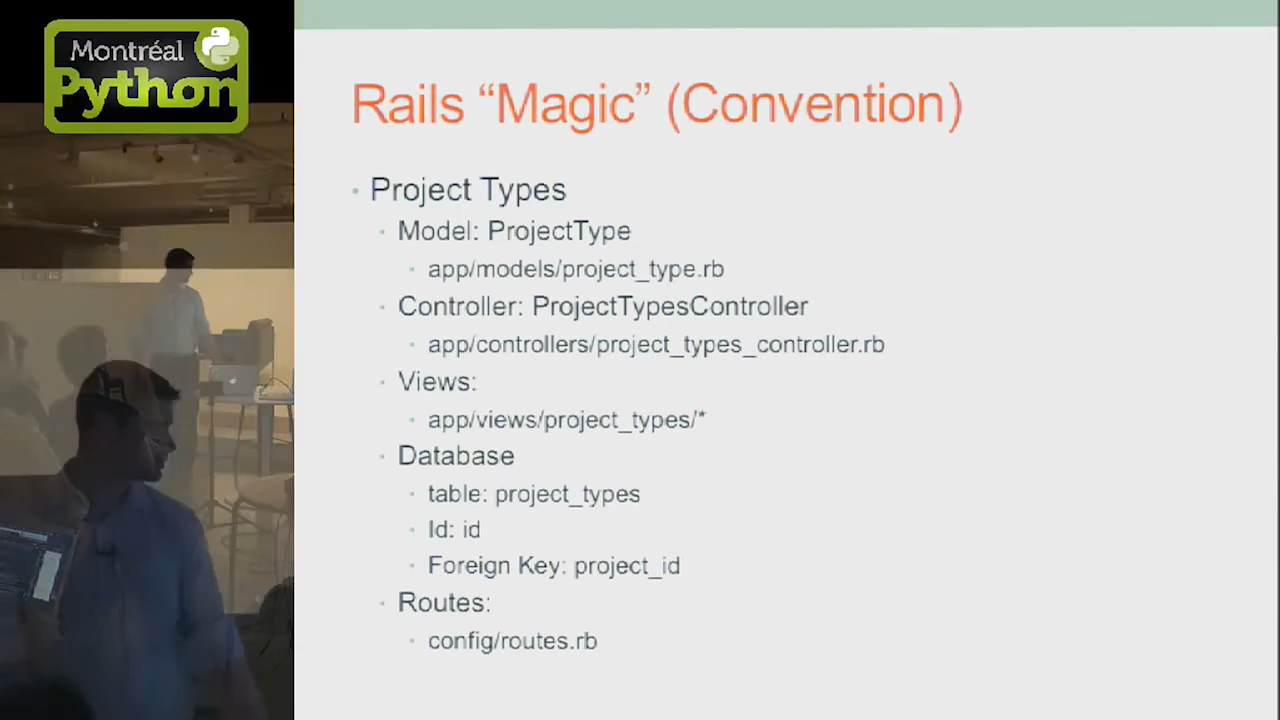 Montréal
Python
Rails “Magic” (Convention)
Project Types
Model: ProjectType
app/models/project_type.rb
Controller: ProjectTypesController
app/controllers/project_types_controller.rb
Views:
app/views/project_types/*
Database
table: project_types
Id: id
Foreign Key: project_id
Routes:
config/routes.rb